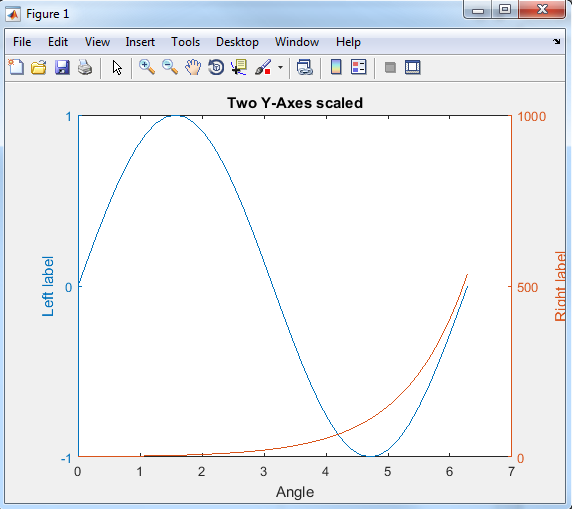 Figure 1
File Edit View Insert Tools Desktop Window Help
Two Y-Axes scaled
1
0
-1
Left label
1000
500
0
Right label
0 1 2 3 4 5 6 7
Angle